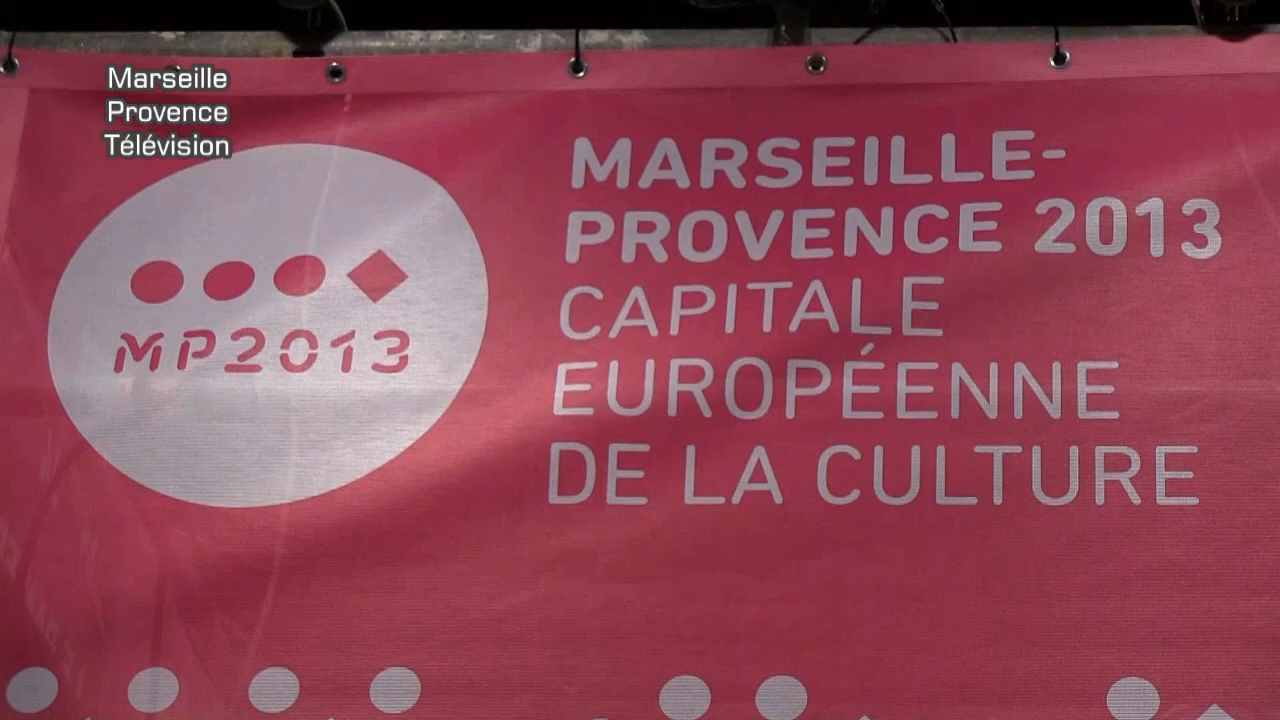 Marseille
Provence
Télévision
MARSEILLE-
PROVENCE 2013
CAPITALE
EUROPÉENNE
DE LA CULTURE
MP2013